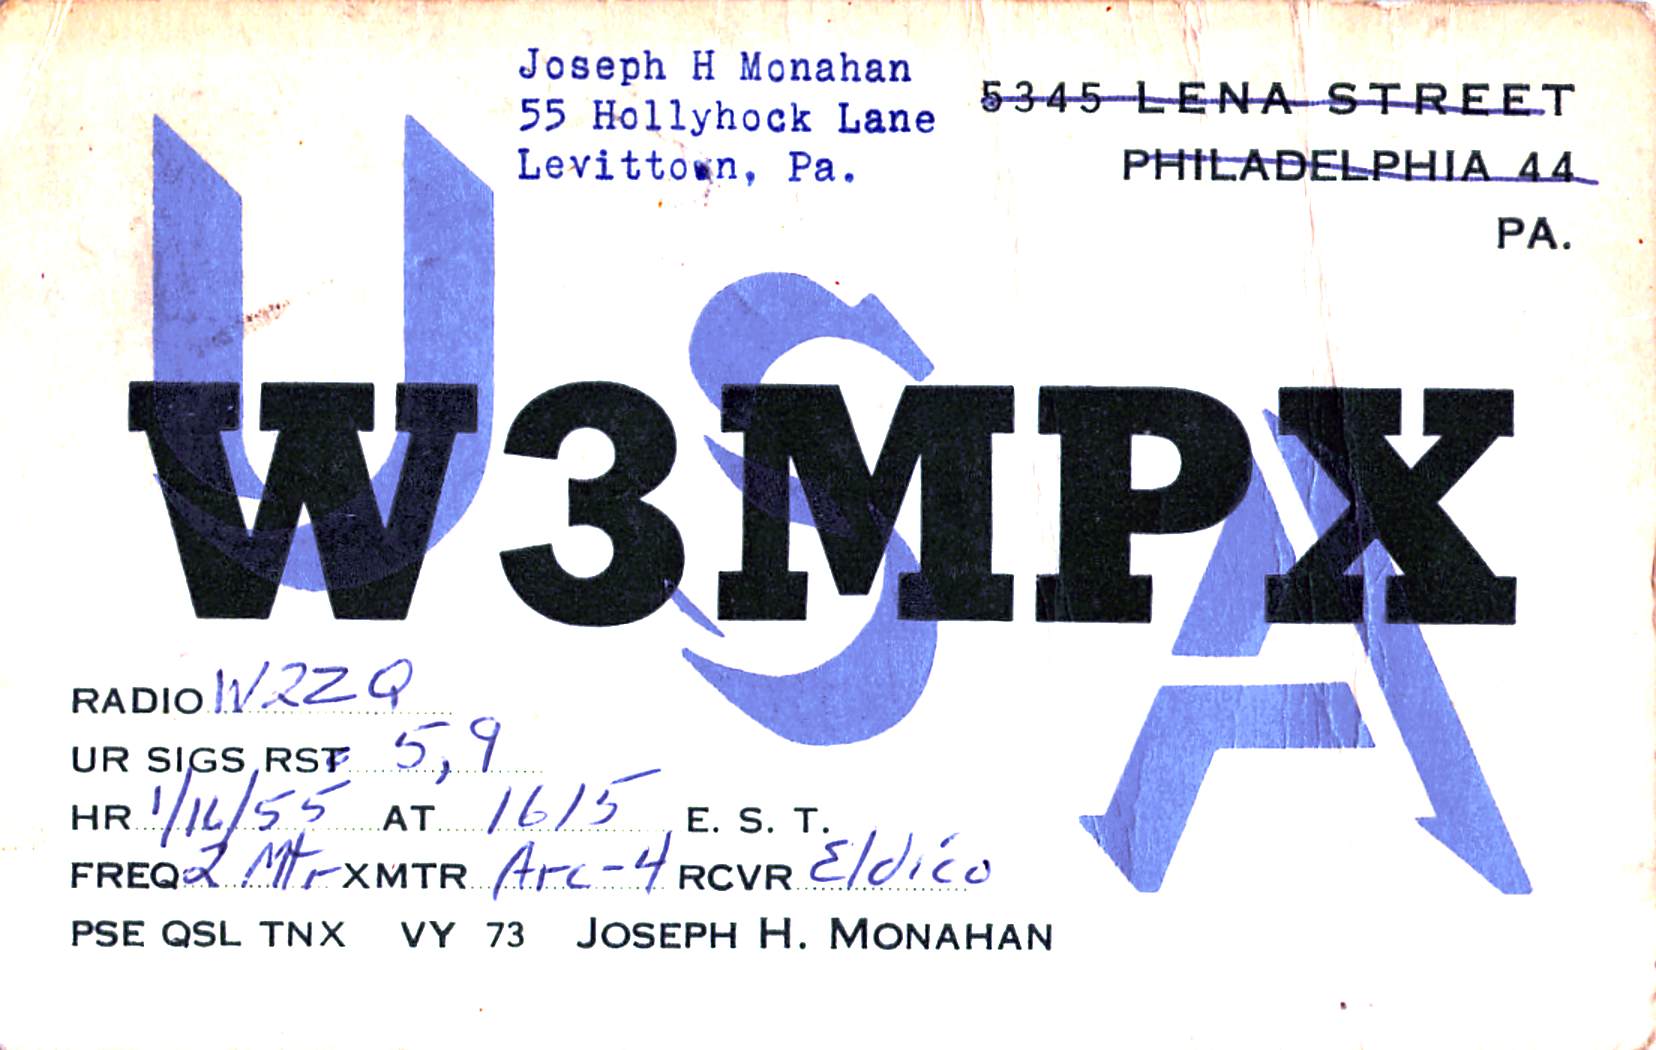 Joseph H Monahan
55 Hollyhock Lane
Levittown, Pa.
5345 LENA STREET
PHILADELPHIA 44
PA.
USA
W3MPX
RADIO W2ZQ
UR SIGS RST 5,9
HR 1/16/55 AT 1615 E. S. T.
FREQ 2 Mtr XMTR Arc-4 RCVR Eldico
PSE QSL TNX VY 73 JOSEPH H. MONAHAN